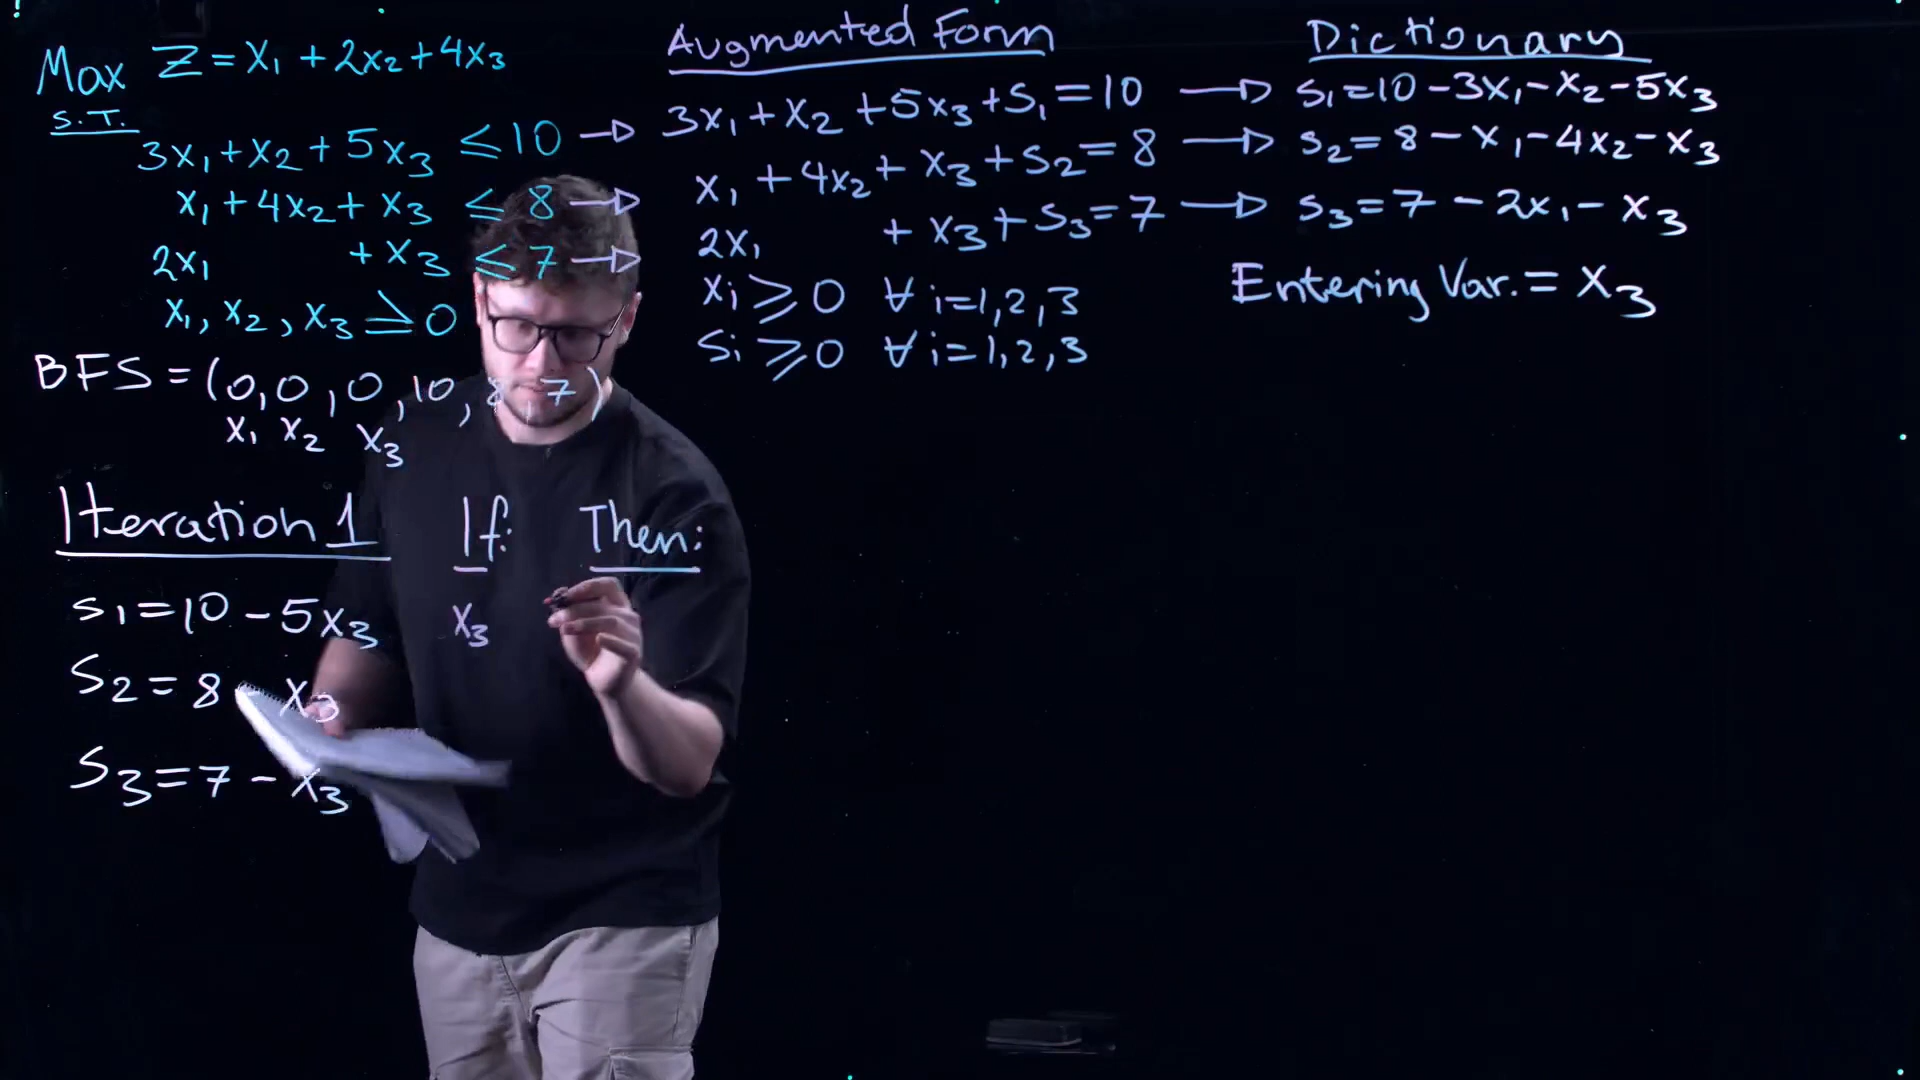 Max Z = x₁ + 2x₂ + 4x₃
S.T.
3x₁ + x₂ + 5x₃ ≤ 10 →
x₁ + 4x₂ + x₃ ≤ 8 →
2x₁ + x₃ ≤ 7 →
x₁, x₂, x₃ ≥ 0
BFS = (0, 0, 0, 10, 8, 7)
x₁ x₂ x₃
Augmented Form
3x₁ + x₂ + 5x₃ + s₁ = 10 →
x₁ + 4x₂ + x₃ + s₂ = 8 →
2x₁ + x₃ + s₃ = 7 →
xᵢ ≥ 0 ∀ i=1,2,3
sᵢ ≥ 0 ∀ i=1,2,3
Dictionary
s₁ = 10 - 3x₁ - x₂ - 5x₃
s₂ = 8 - x₁ - 4x₂ - x₃
s₃ = 7 - 2x₁ - x₃
Entering Var. = x₃
Iteration 1 If: Then:
s₁ = 10 - 5x₃ x₃
s₂ = 8 - x₃
s₃ = 7 - x₃